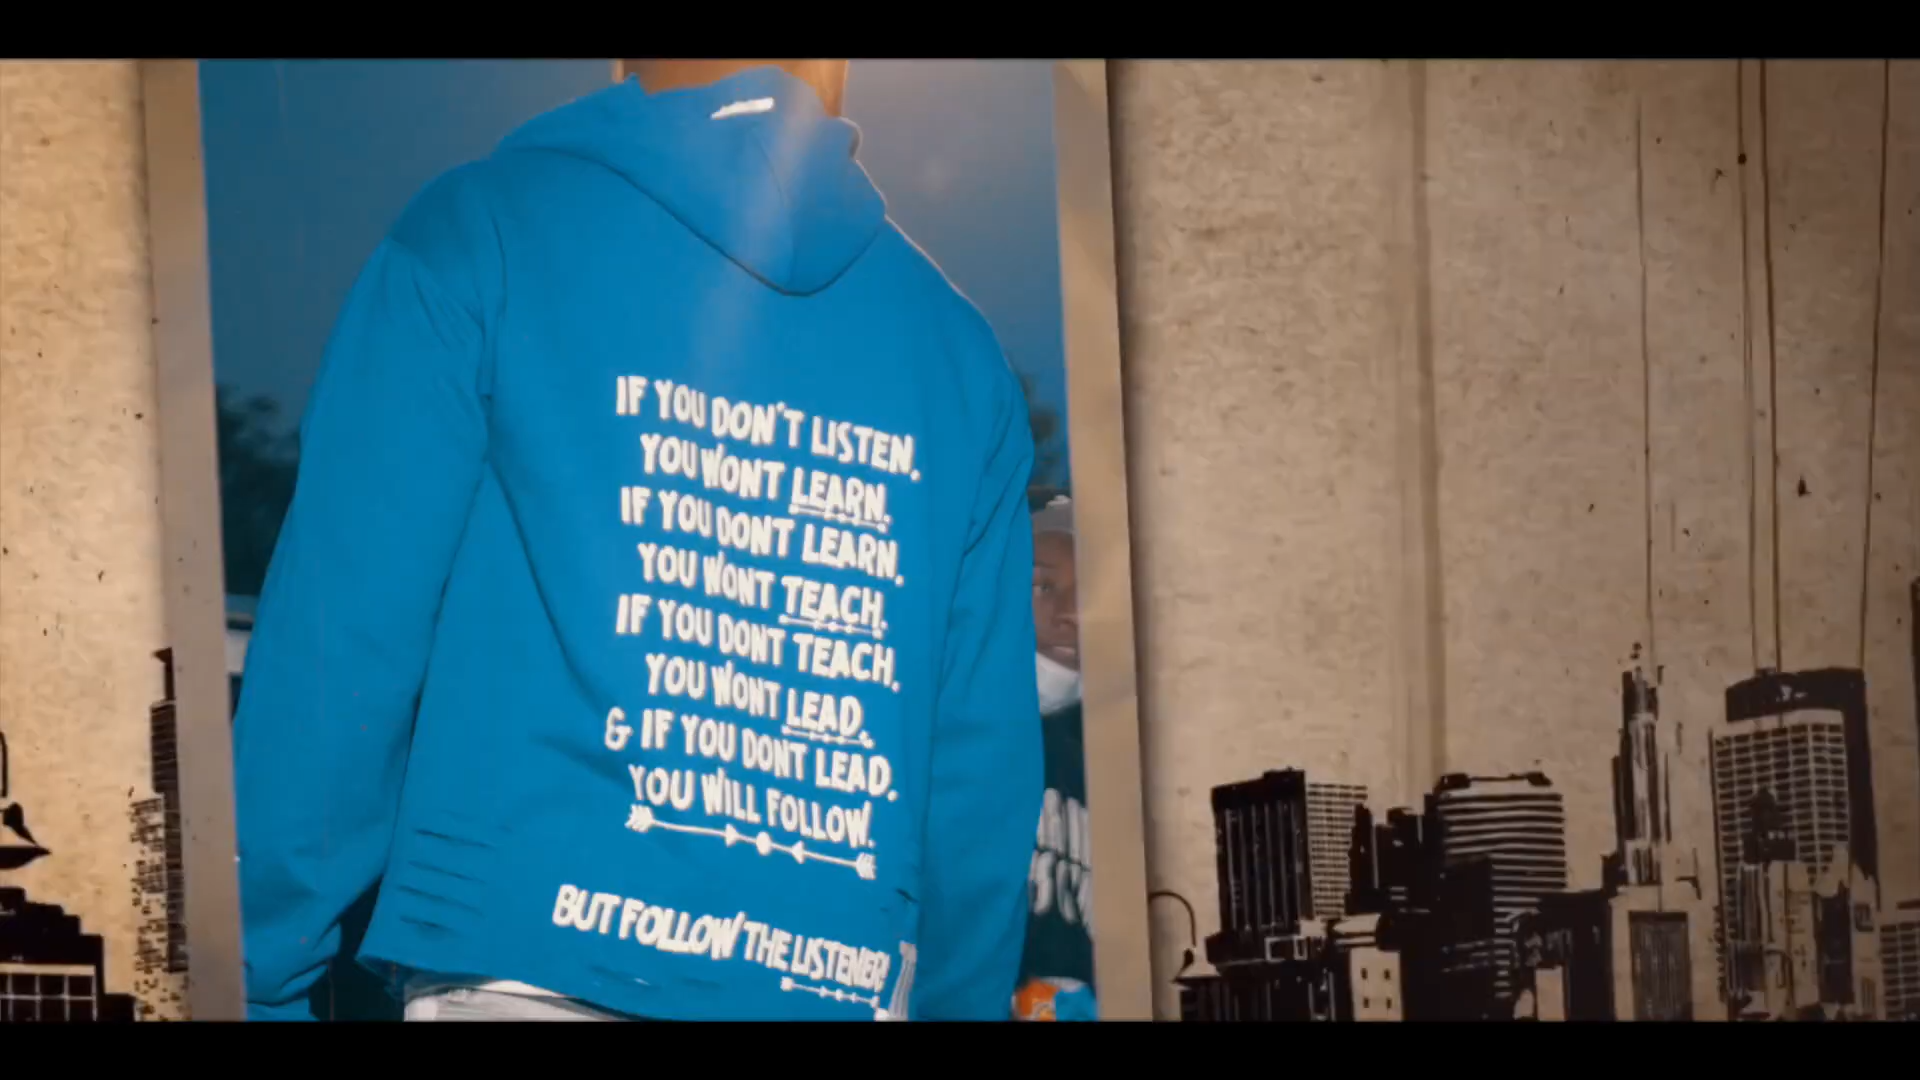 IF YOU DON'T LISTEN.
YOU WONT LEARN.
IF YOU DONT LEARN.
YOU WONT TEACH.
IF YOU DONT TEACH.
YOU WONT LEAD.
& IF YOU DONT LEAD.
YOU WILL FOLLOW.
BUT FOLLOW THE LISTENER!